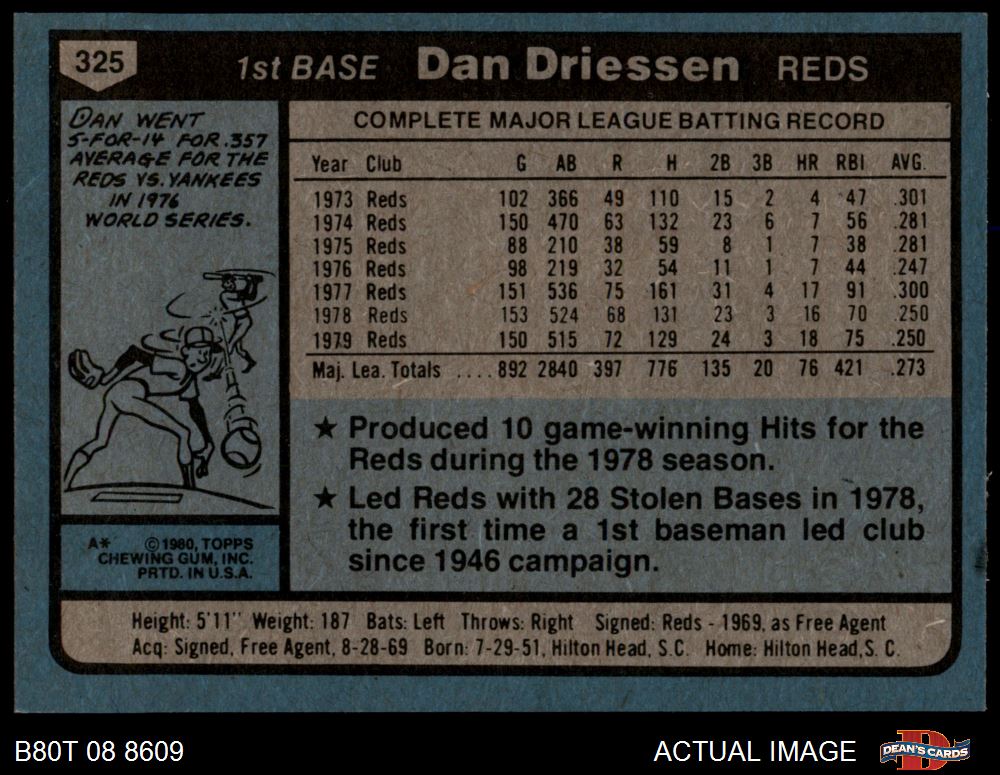 325 1st BASE Dan Driessen REDS
DAN WENT
5-FOR-14 FOR .357
AVERAGE FOR THE
REDS VS. YANKEES
IN 1976
WORLD SERIES.
COMPLETE MAJOR LEAGUE BATTING RECORD
Year Club G AB R H 2B 3B HR RBI AVG.
1973 Reds 102 366 49 110 15 2 4 47 .301
1974 Reds 150 470 63 132 23 6 7 56 .281
1975 Reds 88 210 38 59 8 1 7 38 .281
1976 Reds 98 219 32 54 11 1 7 44 .247
1977 Reds 151 536 75 161 31 4 17 91 .300
1978 Reds 153 524 68 131 23 3 16 70 .250
1979 Reds 150 515 72 129 24 3 18 75 .250
Maj. Lea. Totals ....892 2840 397 776 135 20 76 421 .273
★ Produced 10 game-winning Hits for the
Reds during the 1978 season.
★ Led Reds with 28 Stolen Bases in 1978,
the first time a 1st baseman led club
since 1946 campaign.
A* ©1980, TOPPS
CHEWING GUM, INC.
PRTD. IN U.S.A.
Height: 5'11" Weight: 187 Bats: Left Throws: Right Signed: Reds - 1969, as Free Agent
Acq: Signed, Free Agent, 8-28-69 Born: 7-29-51, Hilton Head, S.C. Home: Hilton Head, S. C.
B80T 08 8609 ACTUAL IMAGE D DEAN'S CARDS